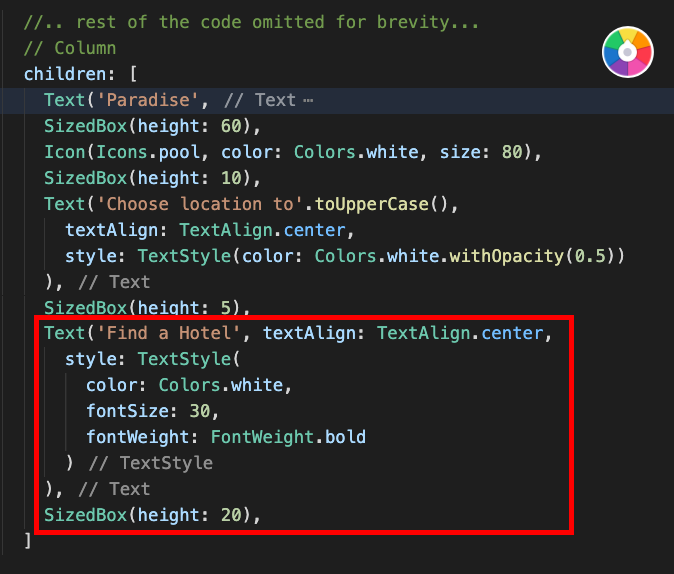 //.. rest of the code omitted for brevity...
// Column
children: [
Text('Paradise', // Text ⋯
SizedBox(height: 60),
Icon(Icons.pool, color: Colors.white, size: 80),
SizedBox(height: 10),
Text('Choose location to'.toUpperCase(),
textAlign: TextAlign.center,
style: TextStyle(color: Colors.white.withOpacity(0.5))
), // Text
SizedBox(height: 5),
Text('Find a Hotel', textAlign: TextAlign.center,
style: TextStyle(
color: Colors.white,
fontSize: 30,
fontWeight: FontWeight.bold
) // TextStyle
), // Text
SizedBox(height: 20),
]